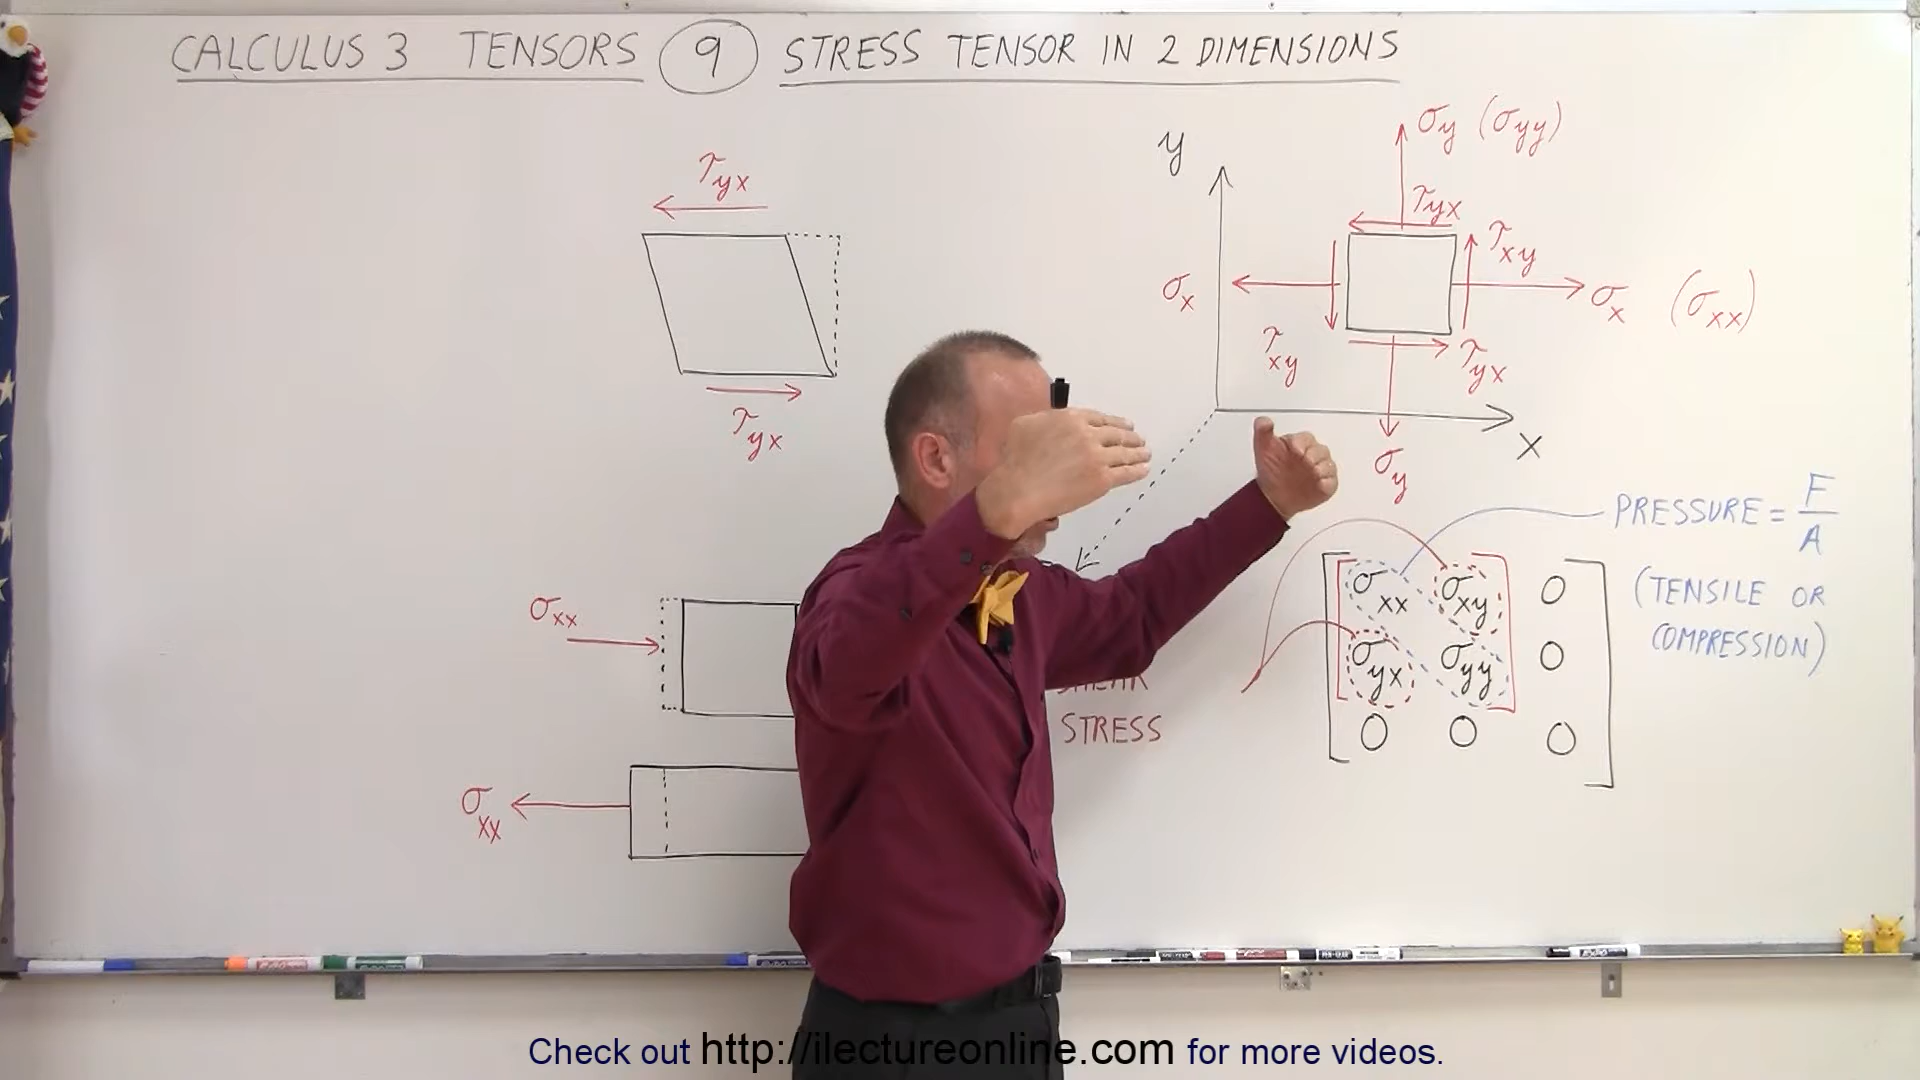 CALCULUS 3 TENSORS 9 STRESS TENSOR IN 2 DIMENSIONS
τyx
τyx
σxx
σxx
y
σy (σyy)
τyx
τxy
σx
σx (σxx)
τxy
τyx
x
σy
PRESSURE = F/A
(TENSILE OR
COMPRESSION)
STRESS
σxx σxy 0
σyx σyy 0
0 0 0
Check out http://ilectureonline.com for more videos.